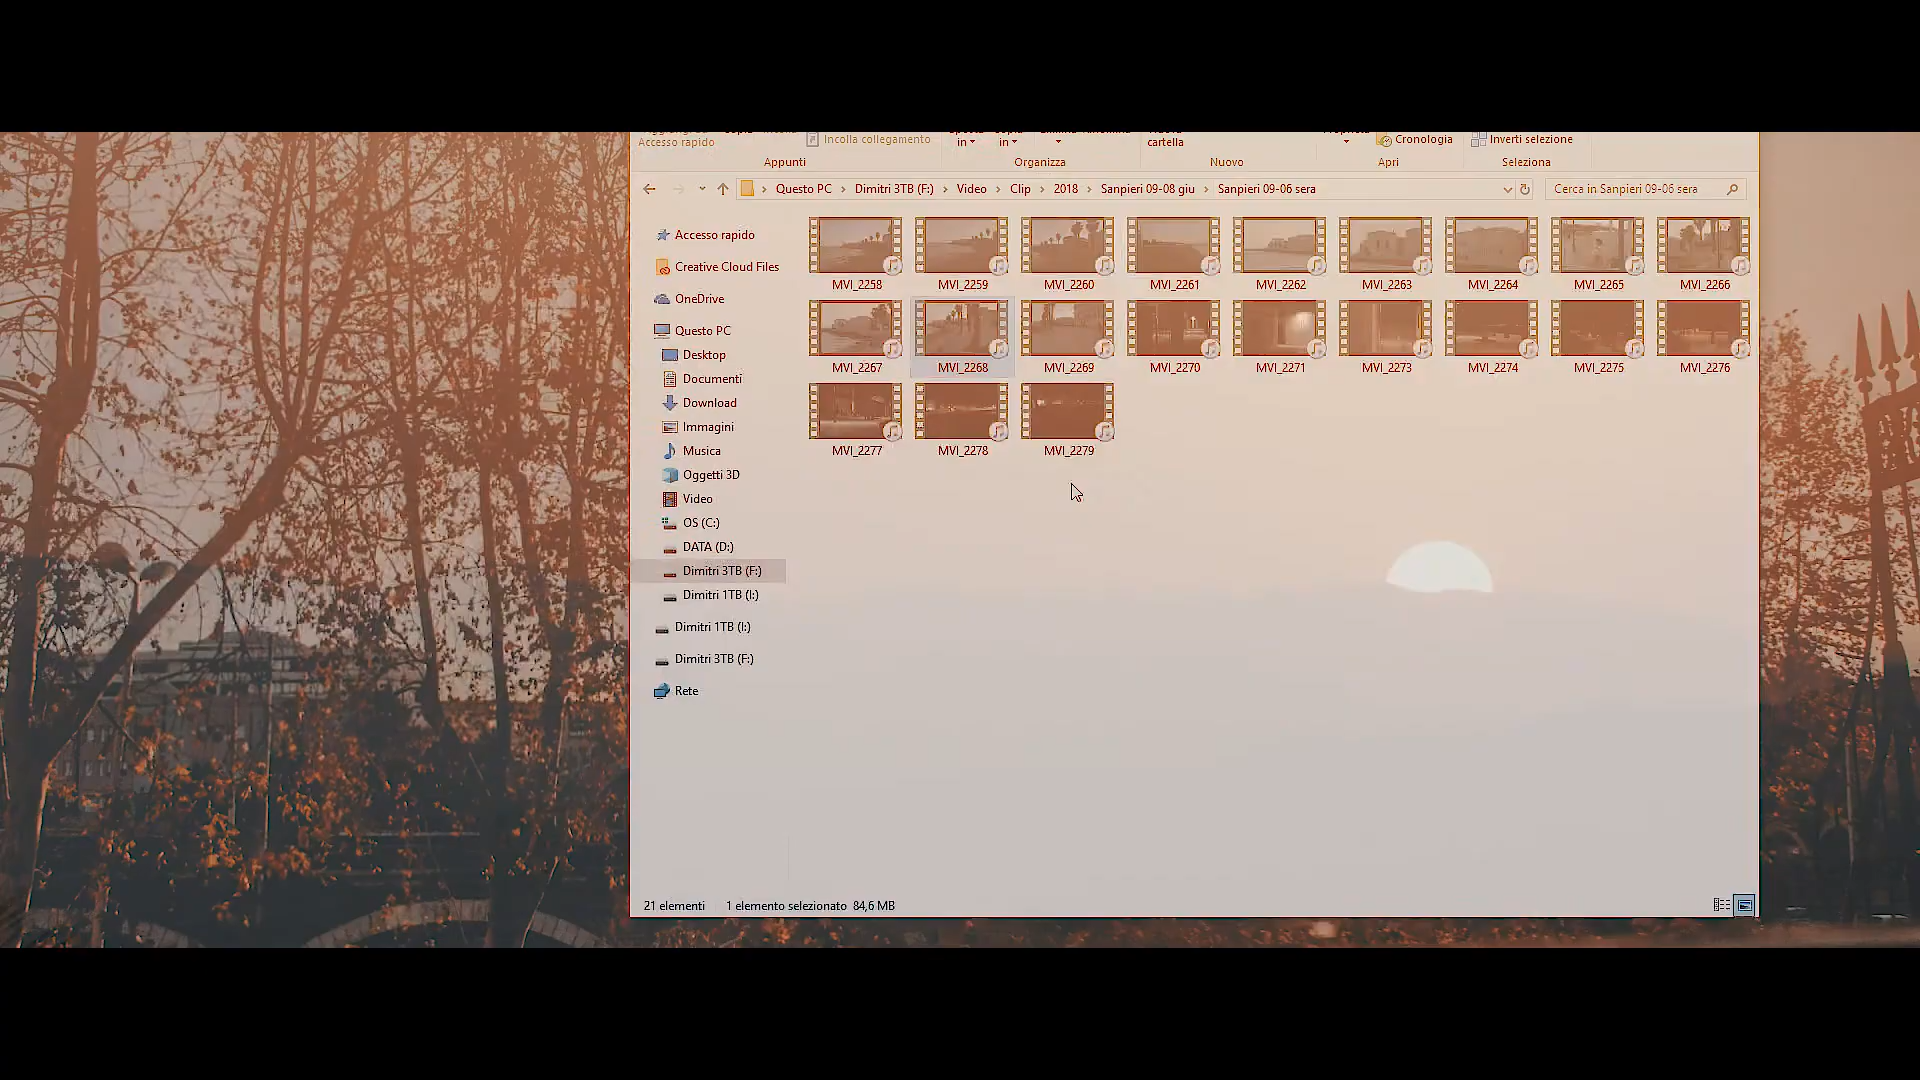 Accesso rapido
Incolla collegamento
in
in
cartella
Cronologia
Inverti selezione
Appunti
Organizza
Nuovo
Apri
Seleziona
Questo PC
Dimitri 3TB (F:)
Video
Clip
2018
Sanpieri 09-08 giu
Sanpieri 09-06 sera
Cerca in Sanpieri 09-06 sera
Accesso rapido
Creative Cloud Files
OneDrive
Questo PC
Desktop
Documenti
Download
Immagini
Musica
Oggetti 3D
Video
OS (C:)
DATA (D:)
Dimitri 3TB (F:)
Dimitri 1TB (I:)
Dimitri 1TB (I:)
Dimitri 3TB (F:)
Rete
MVI_2258
MVI_2259
MVI_2260
MVI_2261
MVI_2262
MVI_2263
MVI_2264
MVI_2265
MVI_2266
MVI_2267
MVI_2268
MVI_2269
MVI_2270
MVI_2271
MVI_2273
MVI_2274
MVI_2275
MVI_2276
MVI_2277
MVI_2278
MVI_2279
21 elementi
1 elemento selezionato 84,6 MB